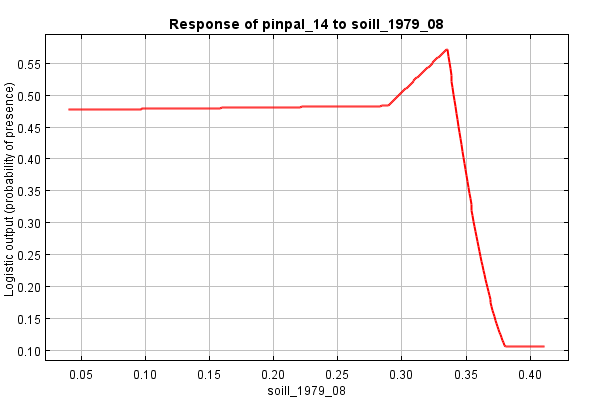 Response of pinpal_14 to soill_1979_08
Logistic output (probability of presence)
0.55
0.50
0.45
0.40
0.35
0.30
0.25
0.20
0.15
0.10
0.05 0.10 0.15 0.20 0.25 0.30 0.35 0.40
soill_1979_08